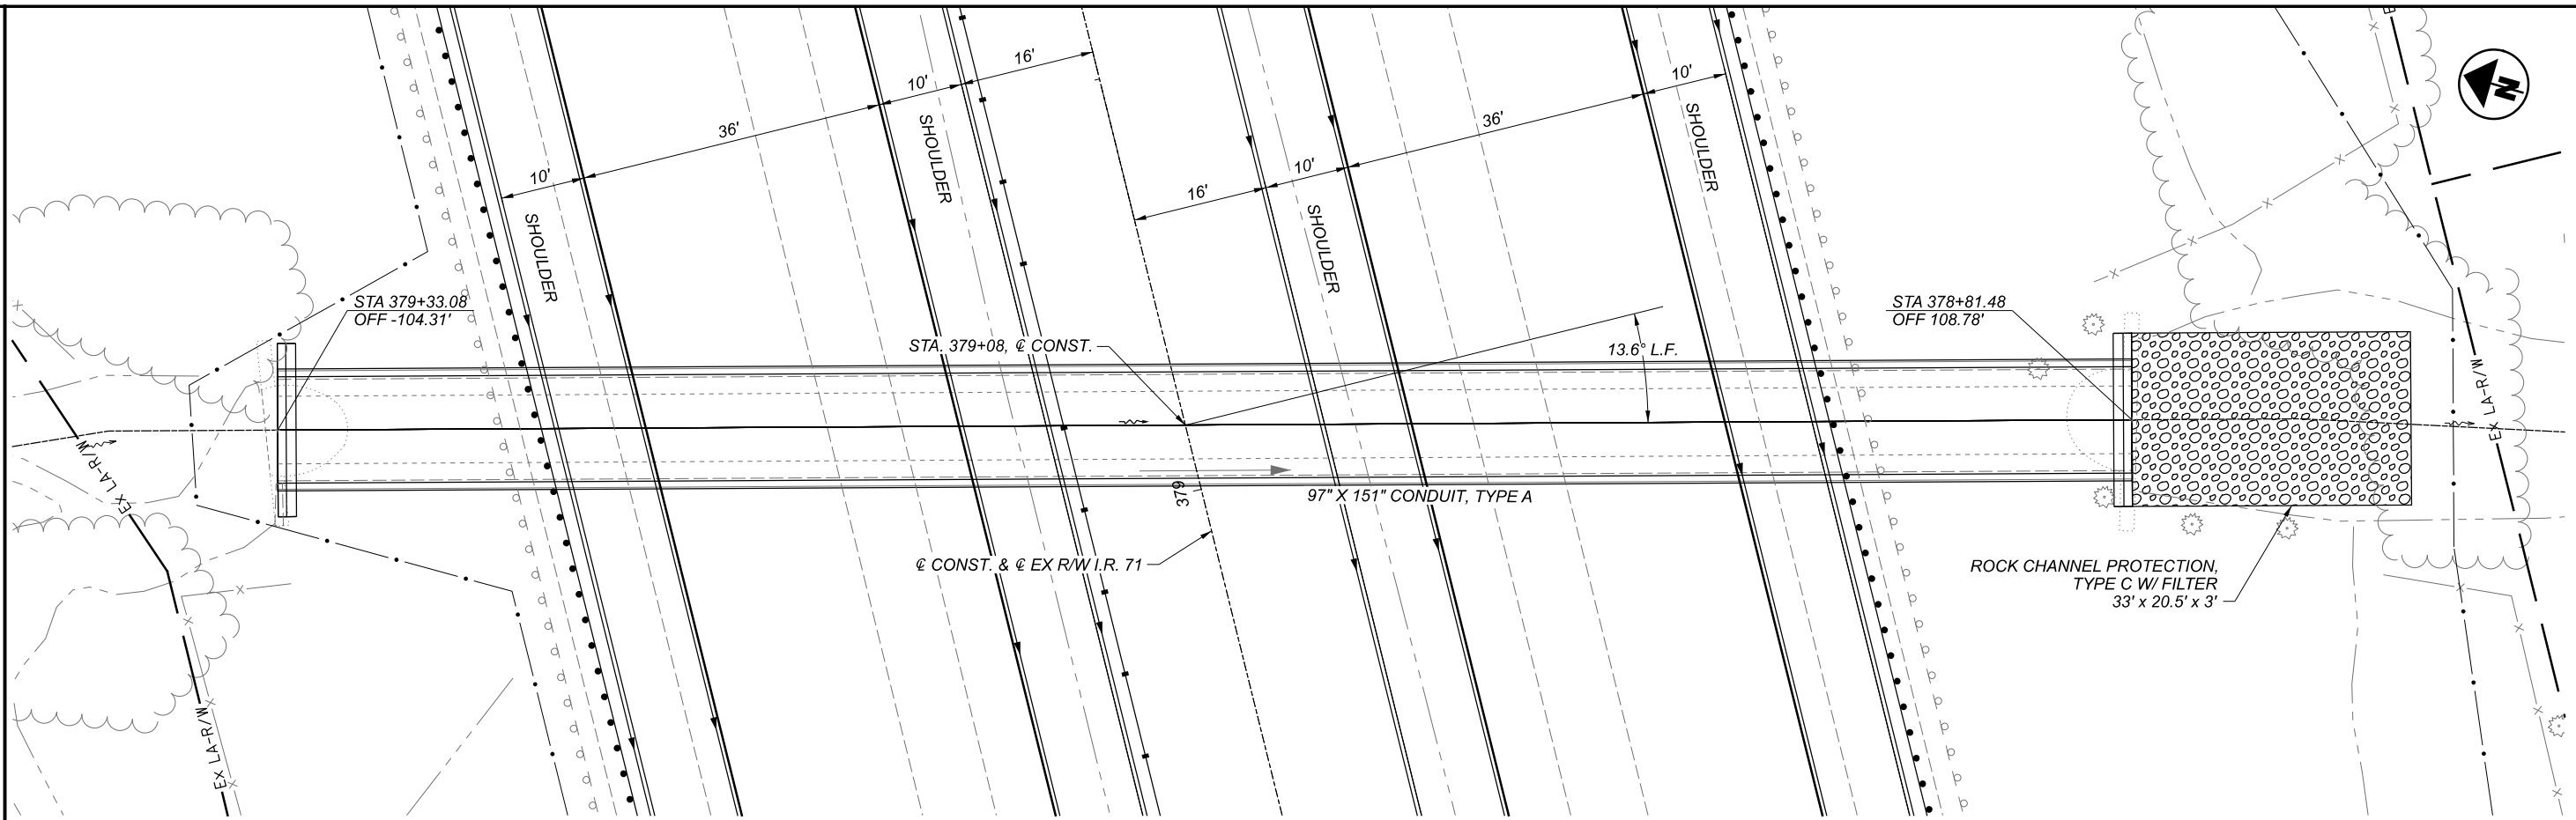 16'
10'
36'
10'
SHOULDER
SHOULDER
10'
36'
10'
16'
SHOULDER
SHOULDER
N
STA 379+33.08
OFF -104.31'
STA. 379+08, ℄ CONST.
13.6° L.F.
STA 378+81.48
OFF 108.78'
EX LA-R/W
EX LA-R/W
379
97" X 151" CONDUIT, TYPE A
℄ CONST. & ℄ EX R/W I.R. 71
ROCK CHANNEL PROTECTION,
TYPE C W/ FILTER
33' x 20.5' x 3'
EX LA-R/W